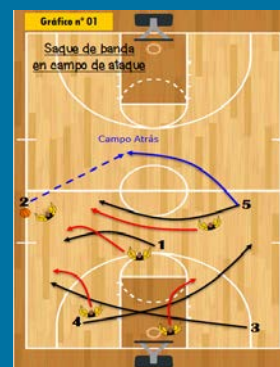 Gráfico nº 01
Saque de banda
en campo de ataque
Campo Atrás
2
5
1
4
3